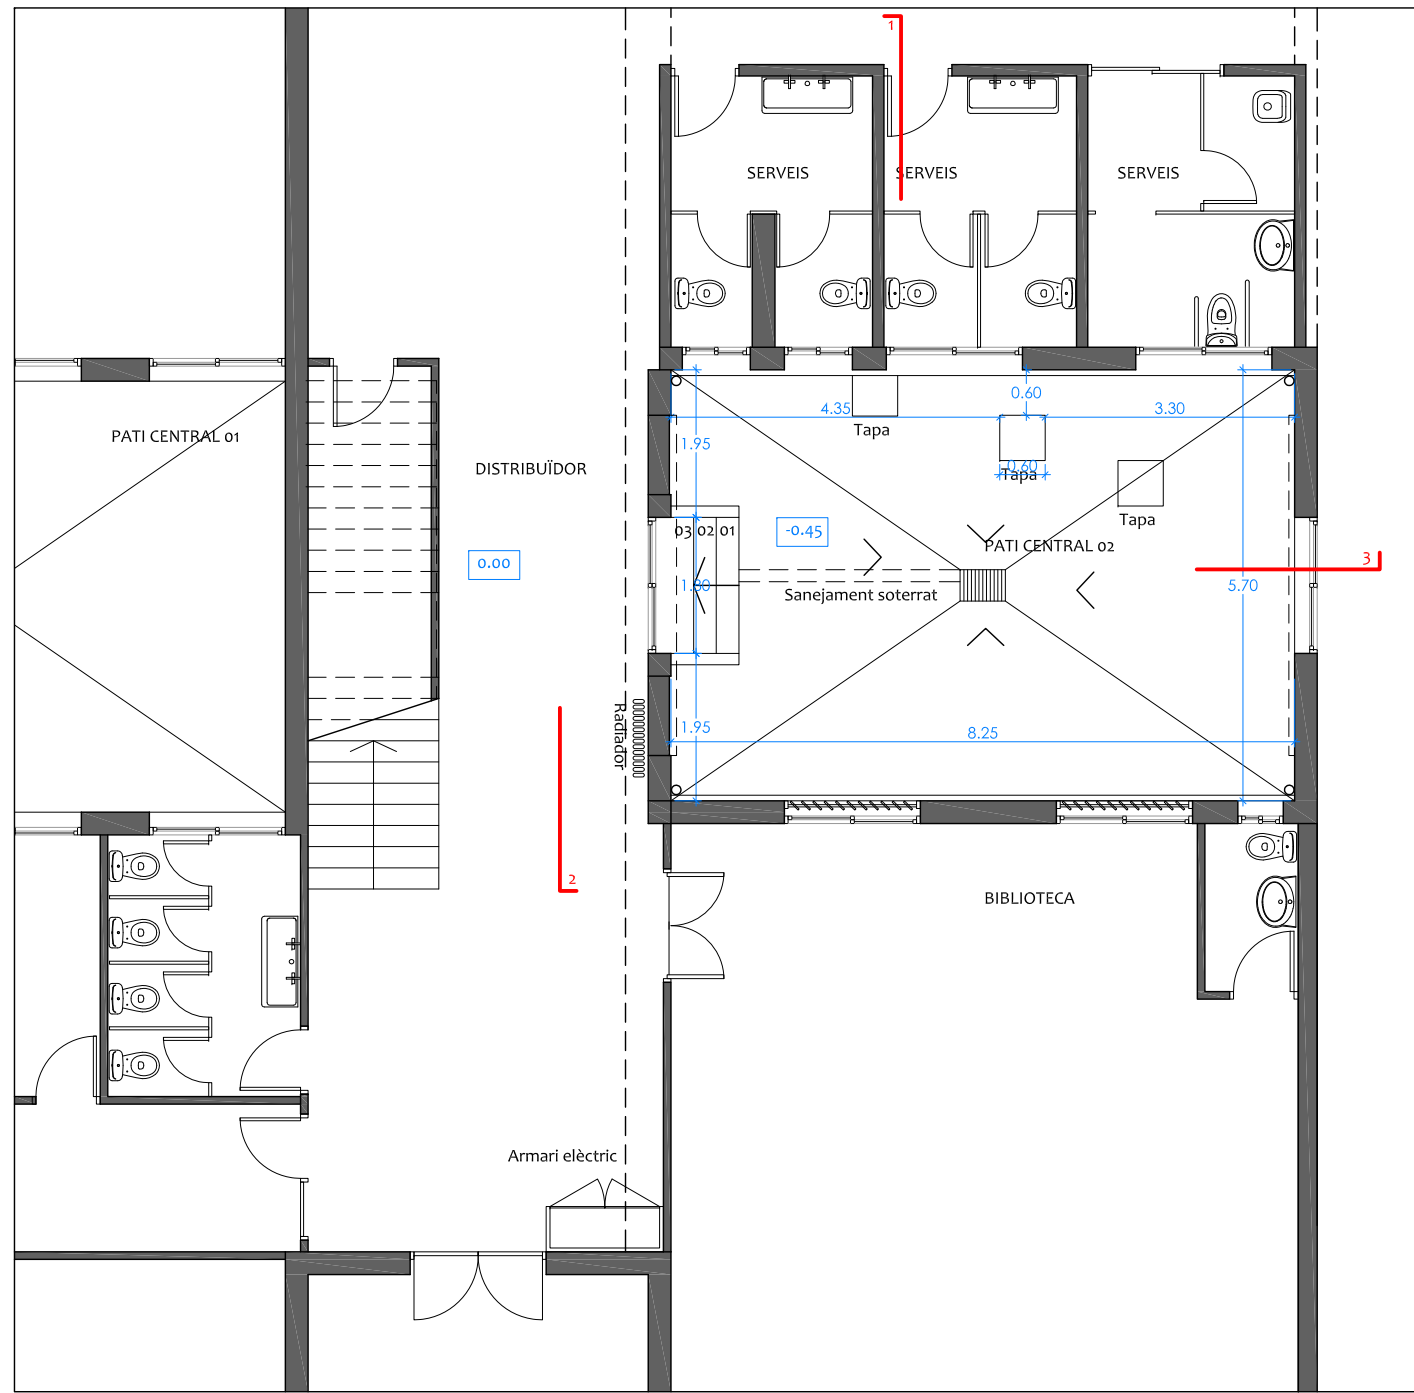 1
SERVEIS
SERVEIS
SERVEIS
4.35
0.60
3.30
Tapa
PATI CENTRAL 01
1.95
DISTRIBUÏDOR
0.60
Tapa
Tapa
03 02 01
-0.45
PATI CENTRAL 02
0.00
3
1.80
Sanejament soterrat
5.70
Radiador
1.95
8.25
2
BIBLIOTECA
Armari elèctric